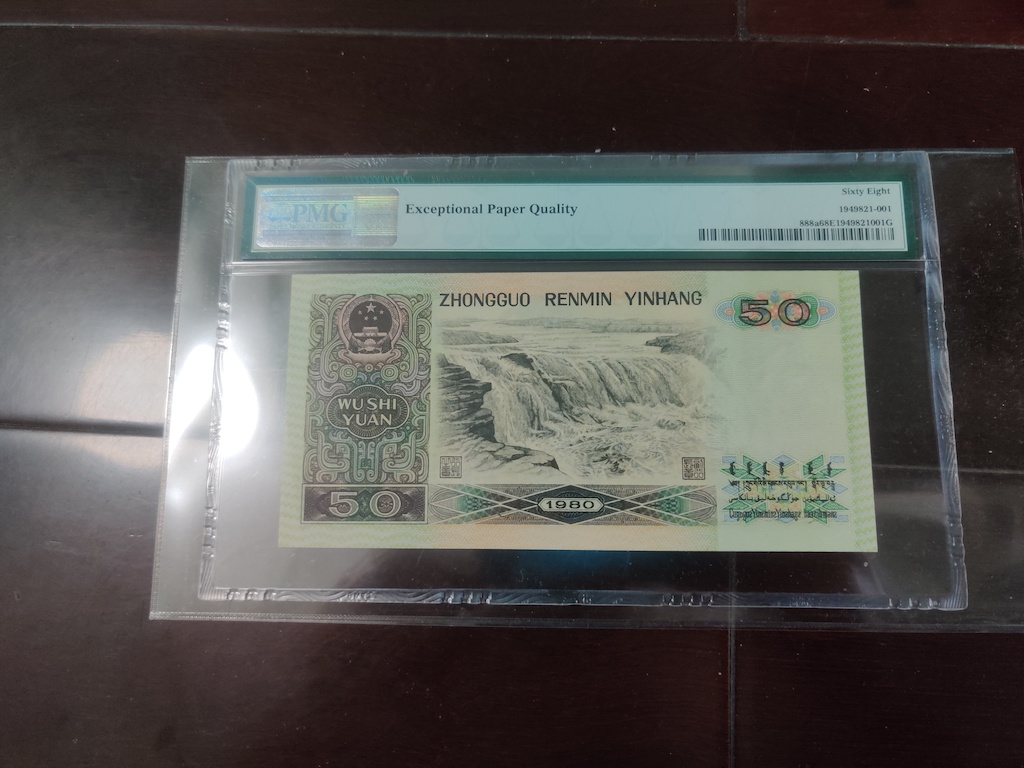 PMG
Exceptional Paper Quality
Sixty Eight
1949821-001
888a68E1949821001G
ZHONGGUO RENMIN YINHANG
50
WU SHI
YUAN
50
1980